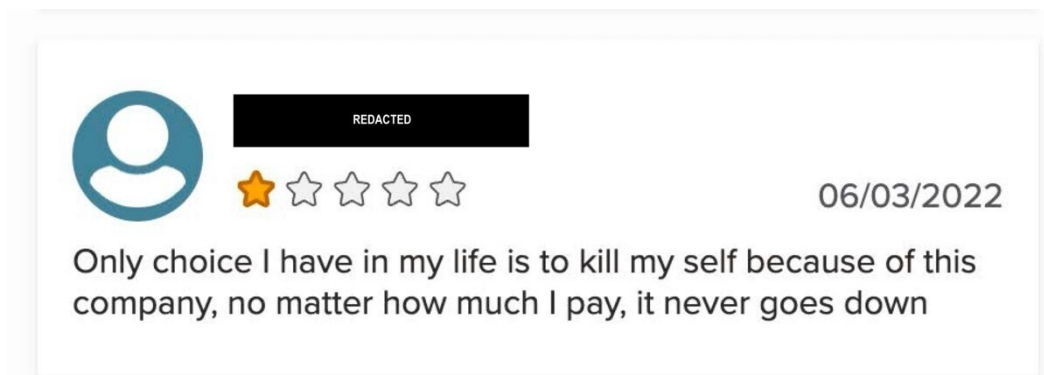 REDACTED
06/03/2022
Only choice I have in my life is to kill my self because of this
company, no matter how much I pay, it never goes down